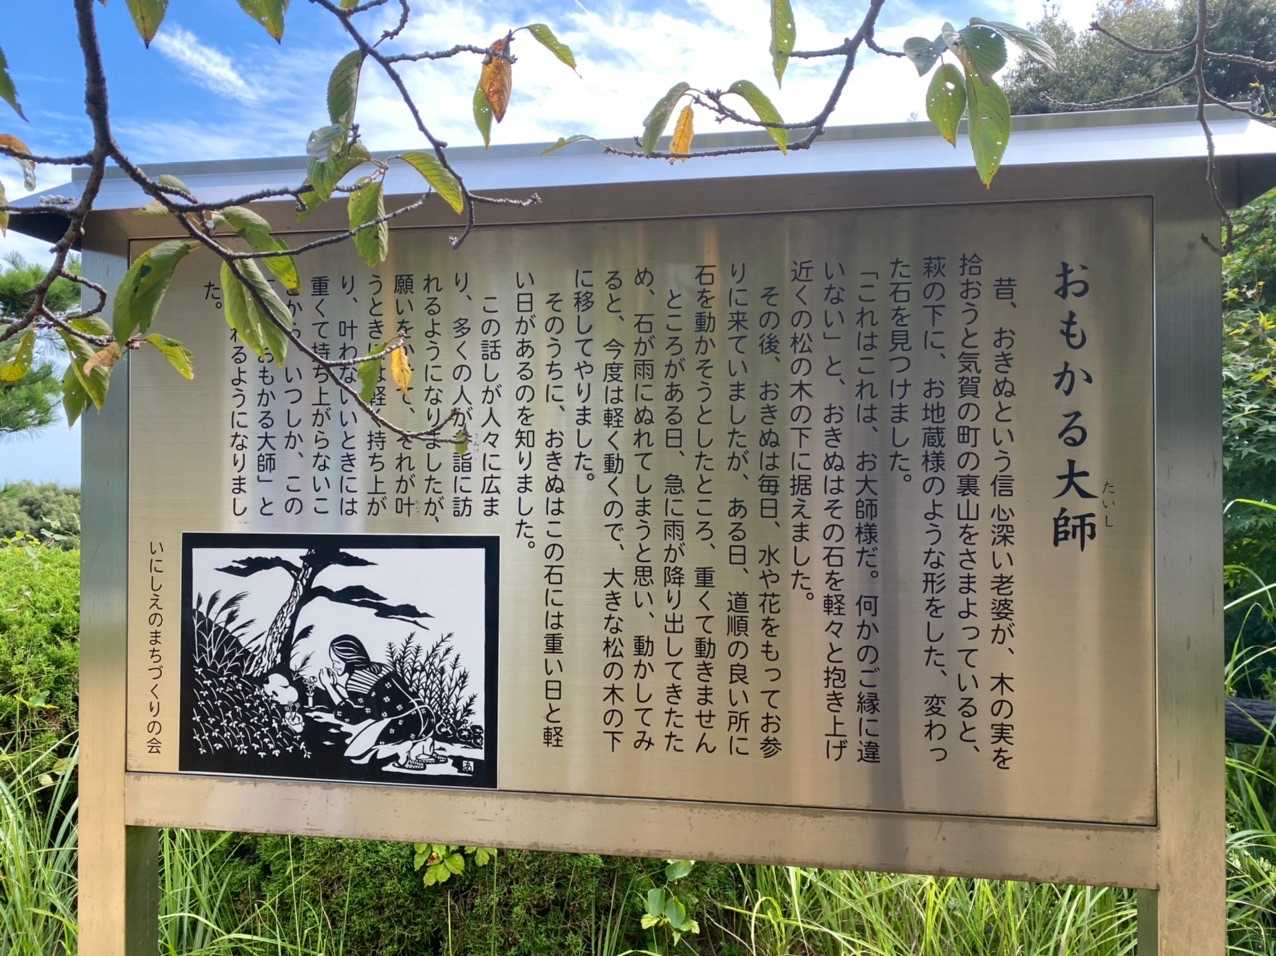 おもかる大師
たいし
昔、おきぬという信心深い老婆が、木の実を
拾おうと気賀の町の裏山をさまよっていると、
萩の下に、お地蔵様のような形をした、変わっ
た石を見つけました。
「これはこれは、お大師様だ。何かのご縁に違
いない」と、おきぬはその石を軽々と抱き上げ
近くの松の木の下に据えました。
その後、おきぬは毎日、水や花をもってお参
りに来ていましたが、ある日、道順の良い所に
石を動かそうとしたところ、重くて動きません
ところがある日、急に雨が降り出してきたた
め、石が雨にぬれてしまうと思い、動かしてみ
ると、今度は軽く動くので、大きな松の木の下
に移してやりました。
そのうちに、おきぬはこの石には重い日と軽
い日があるのを知りました。
この話しが人々に広ま
り、多くの人が参詣に訪
れるようになりましたが、
願いをか て、それが叶
うとき は軽 持ち上が
り、叶わないときには
重くて持ち上がらないこ
とから、いつしか、この
おもかる大師」と
れるようになりまし
た。
いにしえのまちづくりの会